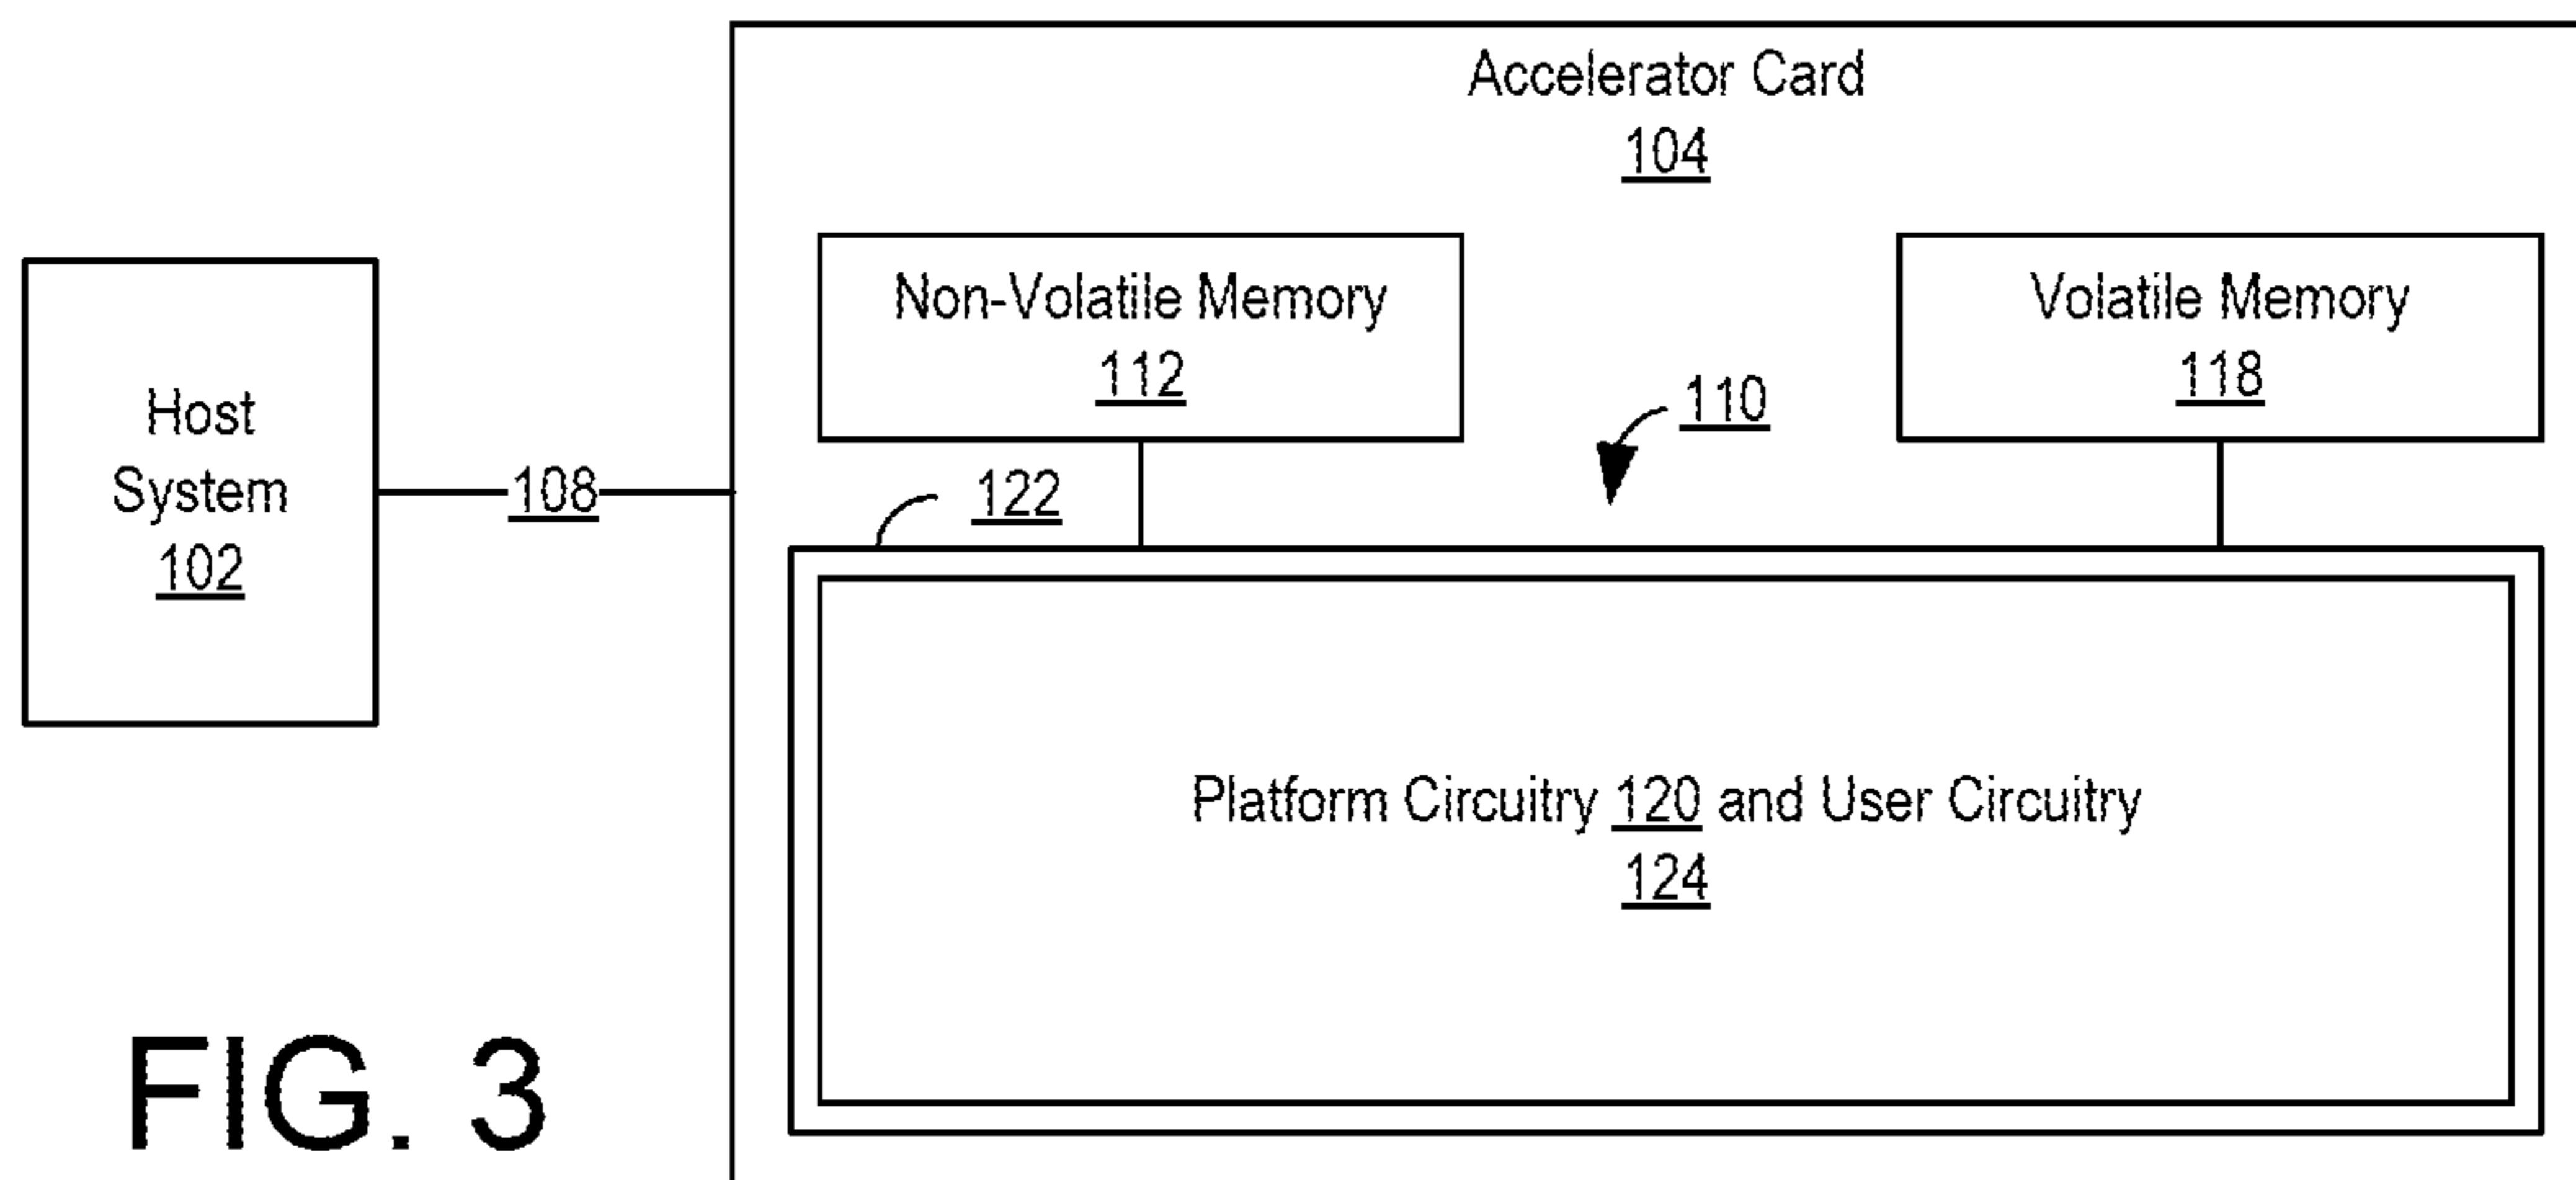 Accelerator Card
104
Non-Volatile Memory
112
Volatile Memory
118
110
Host
System
102
108
122
Platform Circuitry 120 and User Circuitry
124
FIG. 3